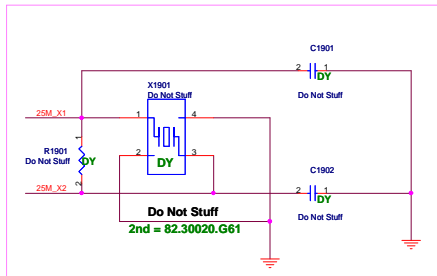 C1901
2 1
DY
Do Not Stuff
X1901
Do Not Stuff
25M_X1
1 4
2 3
DY
R1901
Do Not Stuff
1
DY
2
25M_X2
C1902
2 1
DY
Do Not Stuff
Do Not Stuff
2nd = 82.30020.G61